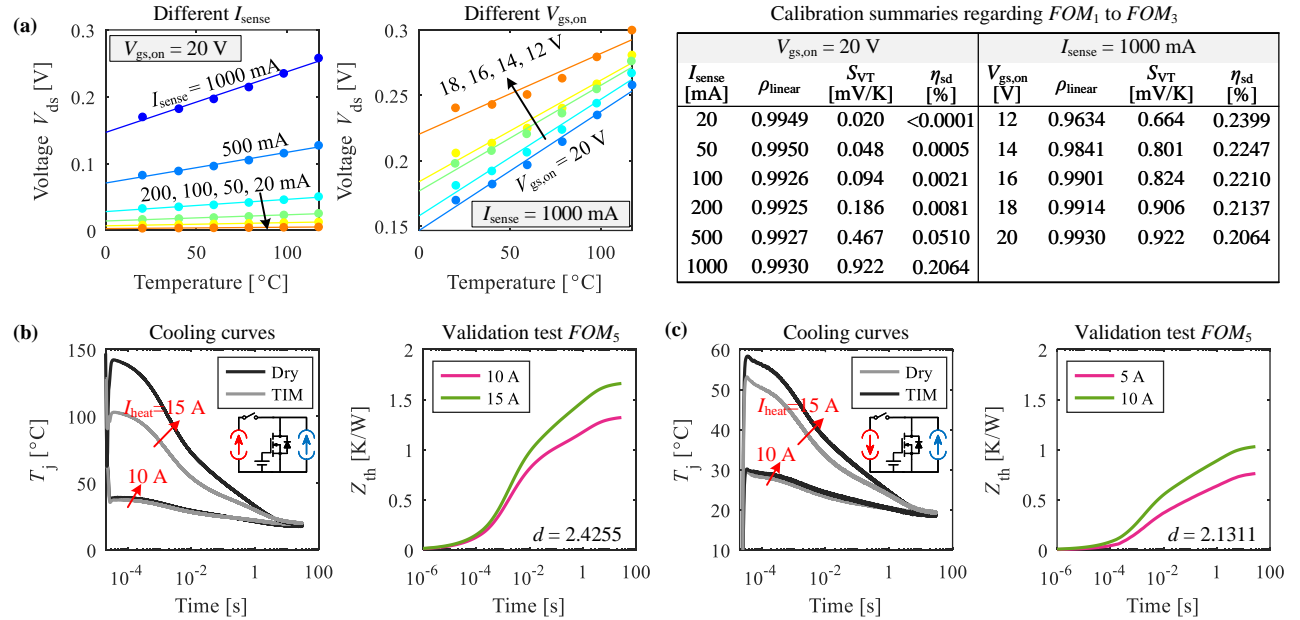 (a)
Different I_sense
V_gs,on = 20 V
I_sense = 1000 mA
500 mA
200, 100, 50, 20 mA
Voltage V_ds [V]
0.3
0.2
0.1
0
0
50
100
Temperature [°C]
Different V_gs,on
18, 16, 14, 12 V
V_gs,on = 20 V
I_sense = 1000 mA
Voltage V_ds [V]
0.3
0.25
0.2
0.15
0
50
100
Temperature [°C]
Calibration summaries regarding FOM_1 to FOM_3
V_gs,on = 20 V I_sense = 1000 mA
I_sense [mA] ρ_linear S_VT [mV/K] η_sd [%] V_gs,on [V] ρ_linear S_VT [mV/K] η_sd [%]
20 0.9949 0.020 <0.0001 12 0.9634 0.664 0.2399
50 0.9950 0.048 0.0005 14 0.9841 0.801 0.2247
100 0.9926 0.094 0.0021 16 0.9901 0.824 0.2210
200 0.9925 0.186 0.0081 18 0.9914 0.906 0.2137
500 0.9927 0.467 0.0510 20 0.9930 0.922 0.2064
1000 0.9930 0.922 0.2064
(b)
Cooling curves
Dry
TIM
I_heat=15 A
10 A
T_j [°C]
150
100
50
0
10^-4
10^-2
1
100
Time [s]
Validation test FOM_5
10 A
15 A
d = 2.4255
Z_th [K/W]
2
1.5
1
0.5
0
10^-6
10^-4
10^-2
1
100
Time [s]
(c)
Cooling curves
Dry
TIM
I_heat=15 A
10 A
T_j [°C]
60
50
40
30
20
10
10^-4
10^-2
1
100
Time [s]
Validation test FOM_5
5 A
10 A
d = 2.1311
Z_th [K/W]
2
1.5
1
0.5
0
10^-6
10^-4
10^-2
1
100
Time [s]